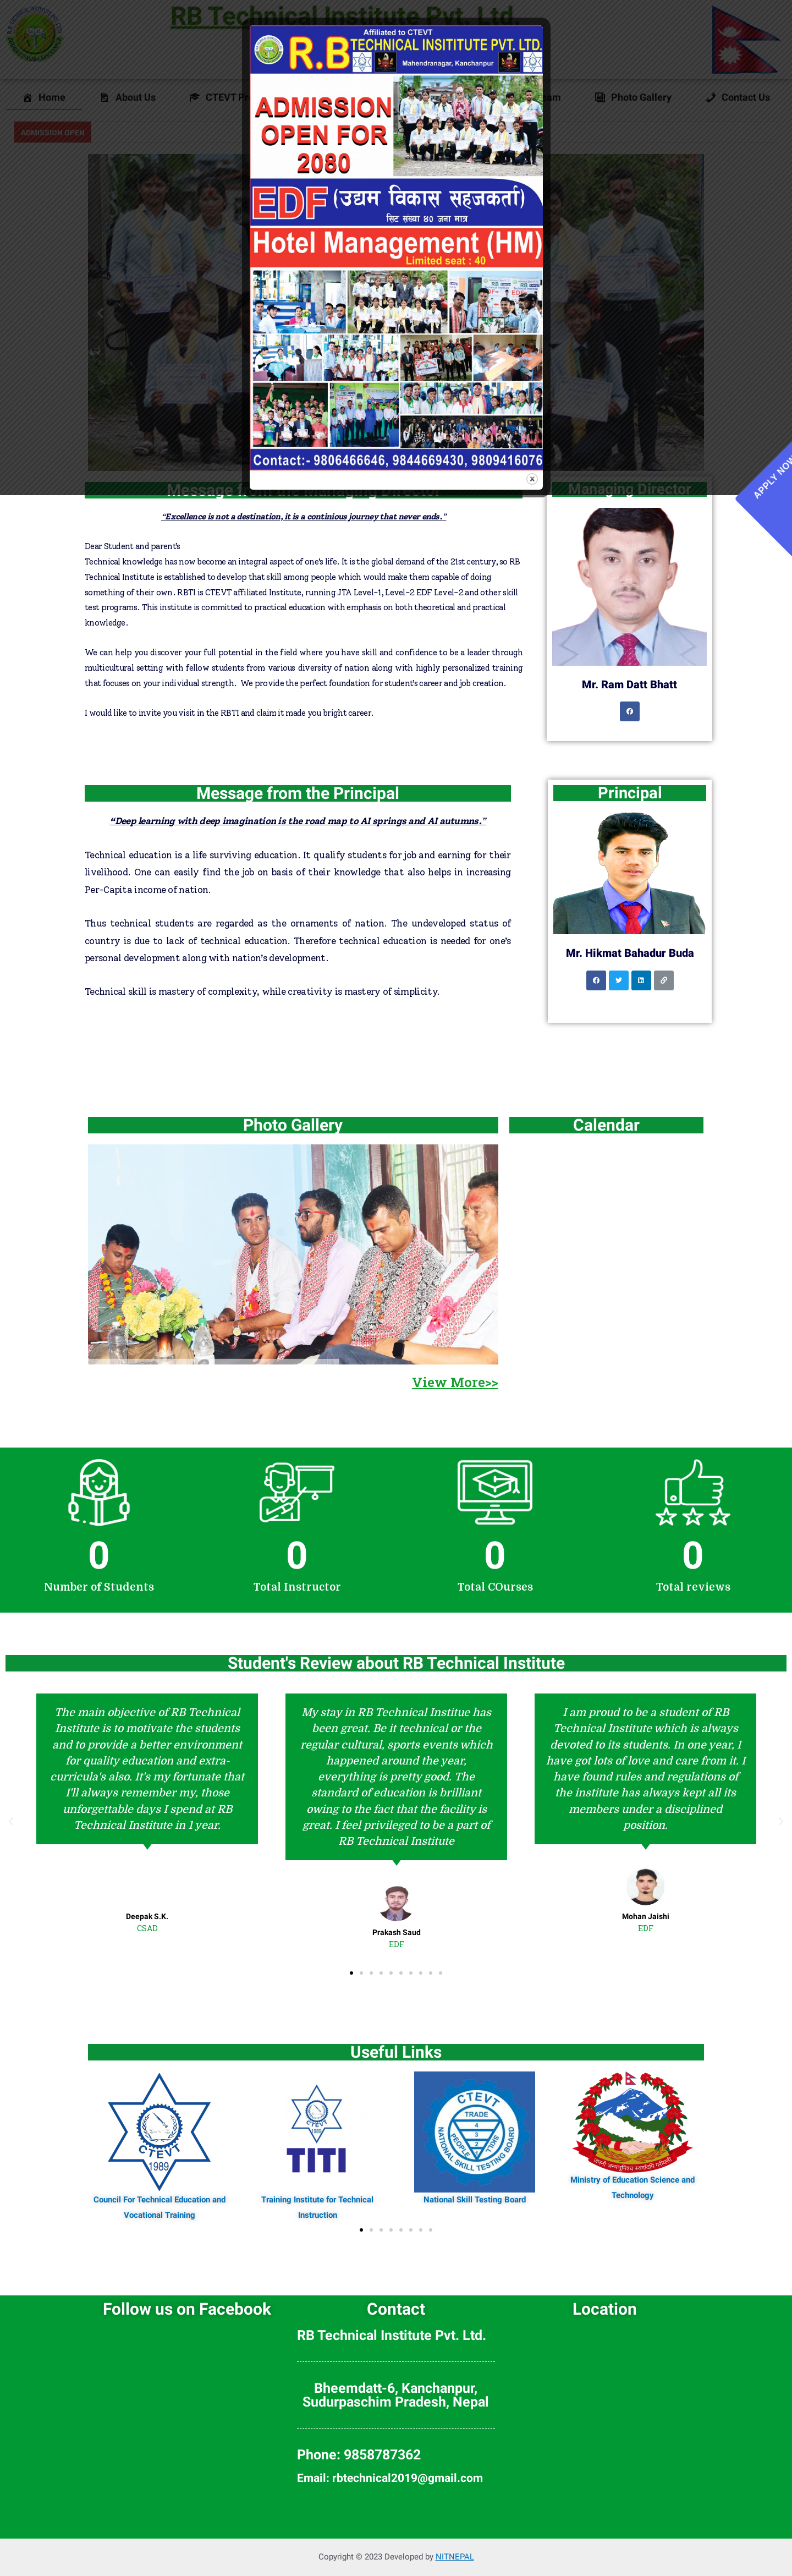 RB Technical Institute Pvt. Ltd.
Home
About Us
CTEVT Pr
am
Photo Gallery
Contact Us
ADMISSION OPEN
Affiliated to CTEVT
R.B TECHNICAL INSITITUTE PVT. LTD.
Mahendranagar, Kanchanpur
ADMISSION
OPEN FOR
2080
EDF (उद्यम विकास सहजकर्ता)
सिट संख्या ४० जना मात्र
Hotel Management (HM)
Limited seat : 40
Contact:- 9806466646, 9844669430, 9809416076
APPLY NOW
Message from the Managing Director
“Excellence is not a destination, it is a continious journey that never ends.”
Dear Student and parent’s
Technical knowledge has now become an integral aspect of one’s life. It is the global demand of the 21st century, so RB
Technical Institute is established to develop that skill among people which would make them capable of doing
something of their own. RBTI is CTEVT affiliated Institute, running JTA Level-1, Level-2 EDF Level-2 and other skill
test programs. This institute is committed to practical education with emphasis on both theoretical and practical
knowledge.
We can help you discover your full potential in the field where you have skill and confidence to be a leader through
multicultural setting with fellow students from various diversity of nation along with highly personalized training
that focuses on your individual strength. We provide the perfect foundation for student’s career and job creation.
I would like to invite you visit in the RBTI and claim it made you bright career.
Managing Director
Mr. Ram Datt Bhatt
Message from the Principal
“Deep learning with deep imagination is the road map to AI springs and AI autumns.”
Technical education is a life surviving education. It qualify students for job and earning for their
livelihood. One can easily find the job on basis of their knowledge that also helps in increasing
Per-Capita income of nation.
Thus technical students are regarded as the ornaments of nation. The undeveloped status of
country is due to lack of technical education. Therefore technical education is needed for one’s
personal development along with nation’s development.
Technical skill is mastery of complexity, while creativity is mastery of simplicity.
Principal
Mr. Hikmat Bahadur Buda
Photo Gallery
Calendar
View More>>
0
Number of Students
0
Total Instructor
0
Total COurses
0
Total reviews
Student's Review about RB Technical Institute
The main objective of RB Technical
Institute is to motivate the students
and to provide a better environment
for quality education and extra-
curricula's also. It's my fortunate that
I'll always remember my, those
unforgettable days I spend at RB
Technical Institute in 1 year.
Deepak S.K.
CSAD
My stay in RB Technical Institue has
been great. Be it technical or the
regular cultural, sports events which
happened around the year,
everything is pretty good. The
standard of education is brilliant
owing to the fact that the facility is
great. I feel privileged to be a part of
RB Technical Institute
Prakash Saud
EDF
I am proud to be a student of RB
Technical Institute which is always
devoted to its students. In one year, I
have got lots of love and care from it. I
have found rules and regulations of
the institute has always kept all its
members under a disciplined
position.
Mohan Jaishi
EDF
Useful Links
CTEVT
1989
Council For Technical Education and
Vocational Training
CTEVT
1989
TITI
Training Institute for Technical
Instruction
CTEVT
TRADE
4
3
PEOPLE
SKILL
NATIONAL SKILL TESTING BOARD
National Skill Testing Board
जननी जन्मभूमिश्च स्वर्गादपि गरीयसी
Ministry of Education Science and
Technology
Follow us on Facebook
Contact
RB Technical Institute Pvt. Ltd.
Bheemdatt-6, Kanchanpur,
Sudurpaschim Pradesh, Nepal
Phone: 9858787362
Email: rbtechnical2019@gmail.com
Location
Copyright © 2023 Developed by NITNEPAL